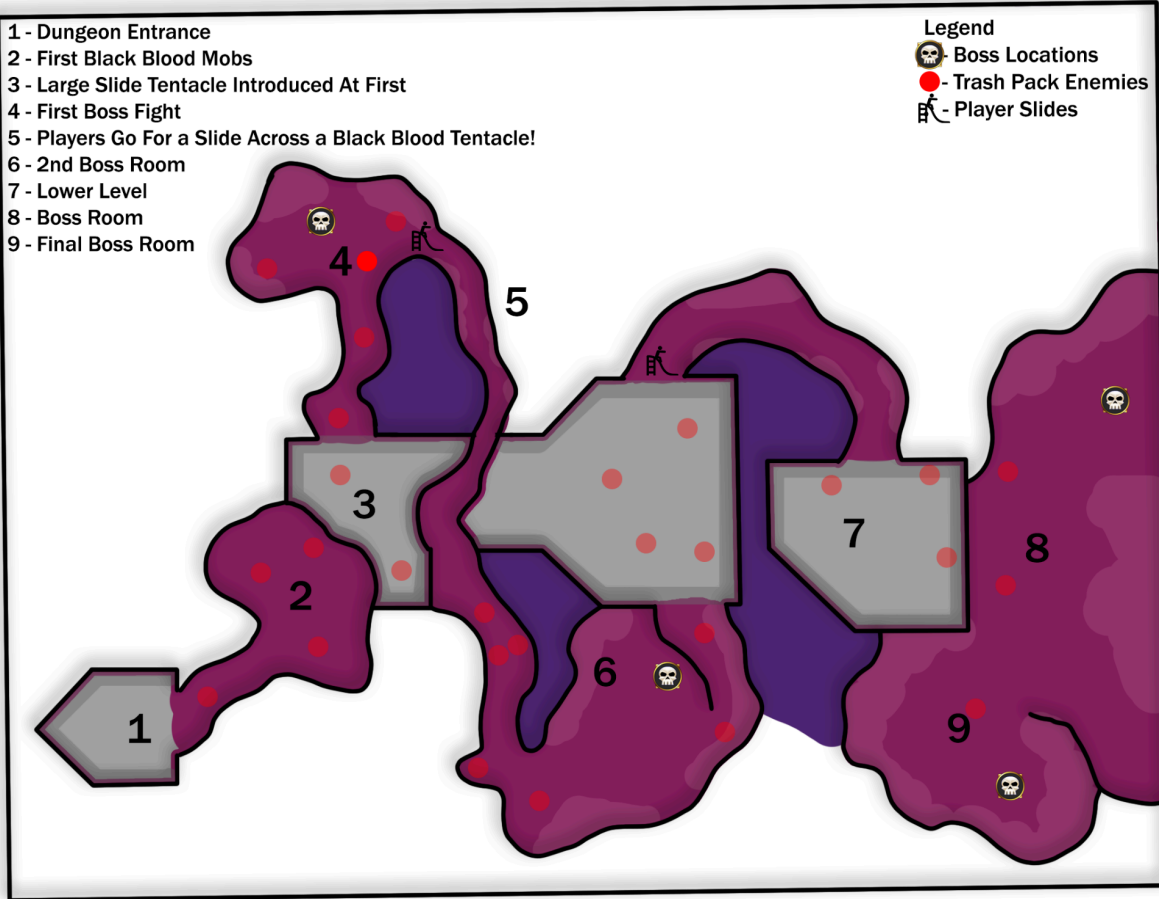 1 - Dungeon Entrance
2 - First Black Blood Mobs
3 - Large Slide Tentacle Introduced At First
4 - First Boss Fight
5 - Players Go For a Slide Across a Black Blood Tentacle!
6 - 2nd Boss Room
7 - Lower Level
8 - Boss Room
9 - Final Boss Room
Legend
- Boss Locations
- Trash Pack Enemies
- Player Slides
4
5
3
7
8
2
6
1
9